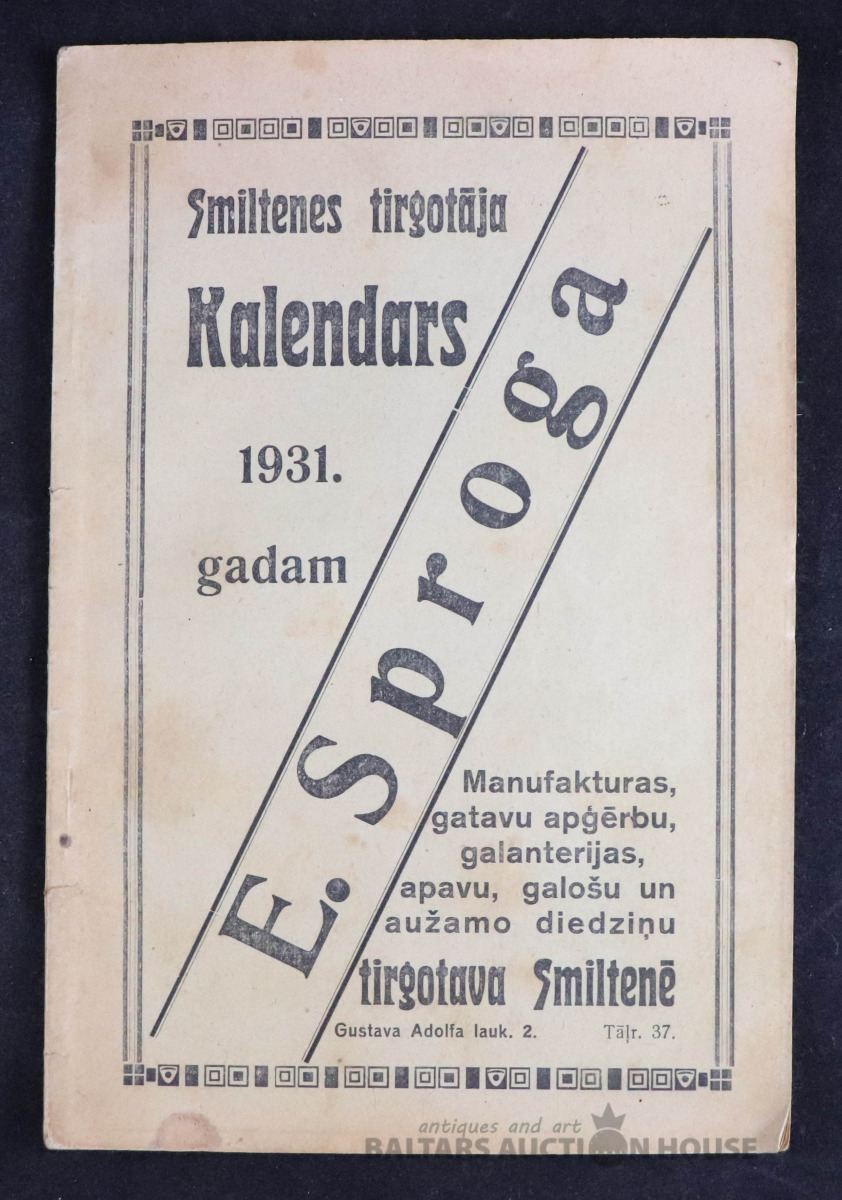 Smiltenes tirgotāja
Kalendars
1931.
gadam
E. Sproga
Manufakturas,
gatavu apģērbu,
galanterijas,
apavu, galošu un
aužamo diedziņu
tirgotava Smiltenē
Gustava Adolfa lauk. 2. Tāļr. 37.
antiques and art
BALTARS AUCTION HOUSE